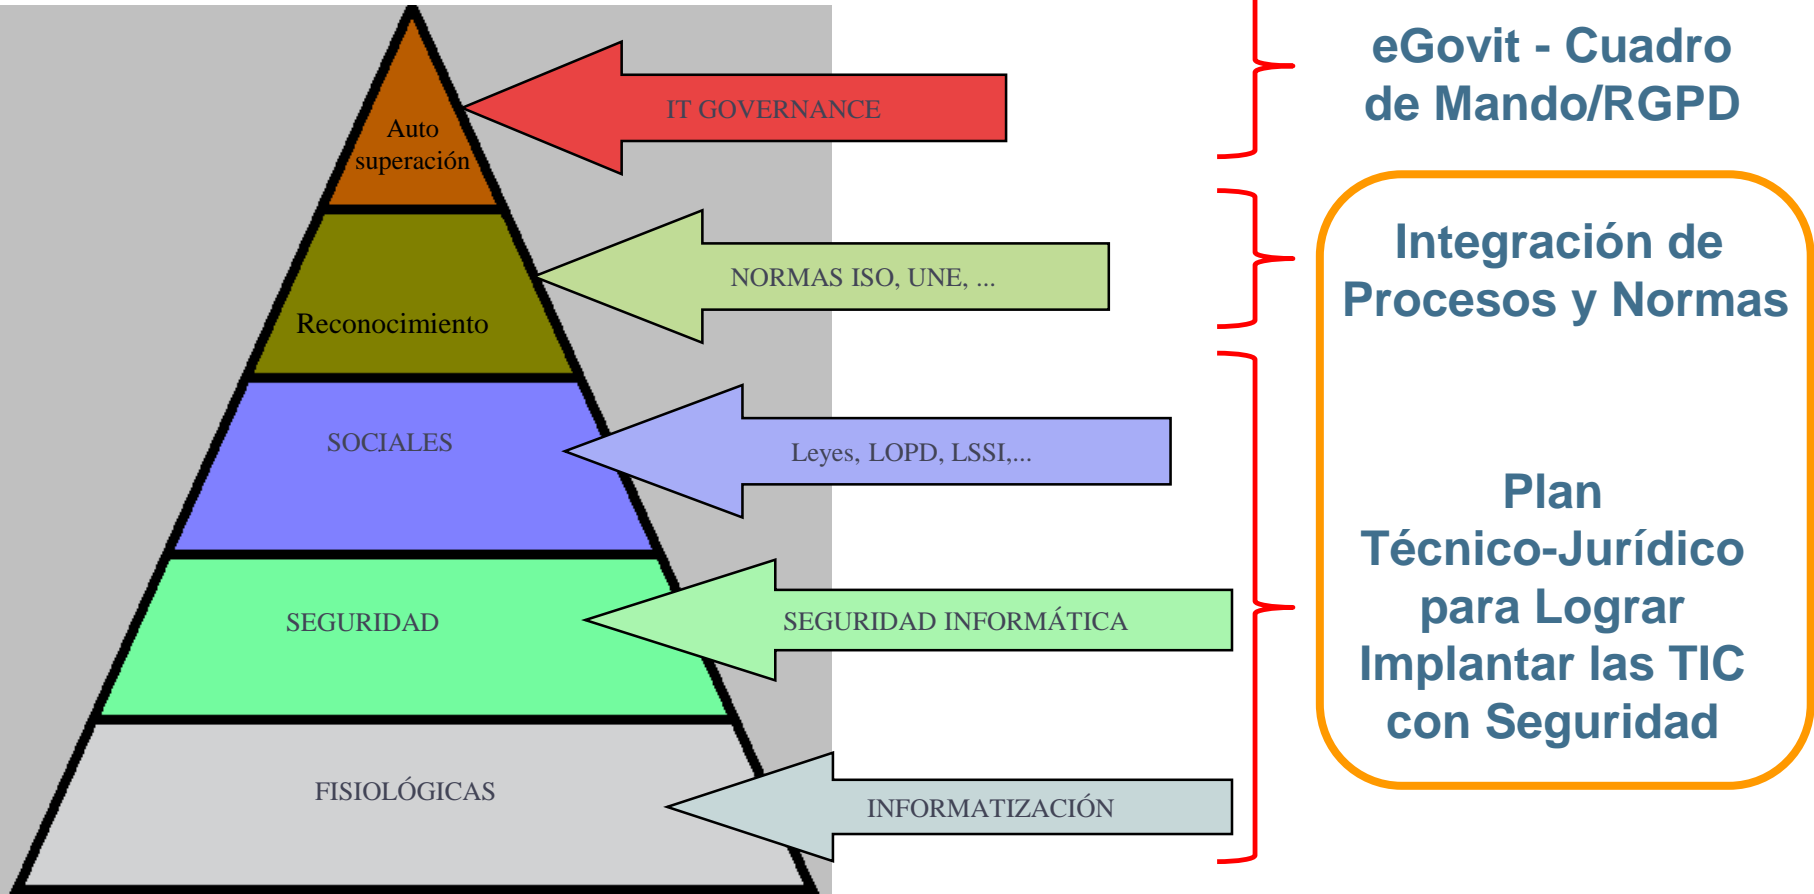 eGovit - Cuadro
de Mando/RGPD
IT GOVERNANCE
Auto
superación
Integración de
Procesos y Normas
NORMAS ISO, UNE, ...
Reconocimiento
SOCIALES
Leyes, LOPD, LSSI,...
Plan
Técnico-Jurídico
para Lograr
Implantar las TIC
con Seguridad
SEGURIDAD
SEGURIDAD INFORMÁTICA
FISIOLÓGICAS
INFORMATIZACIÓN